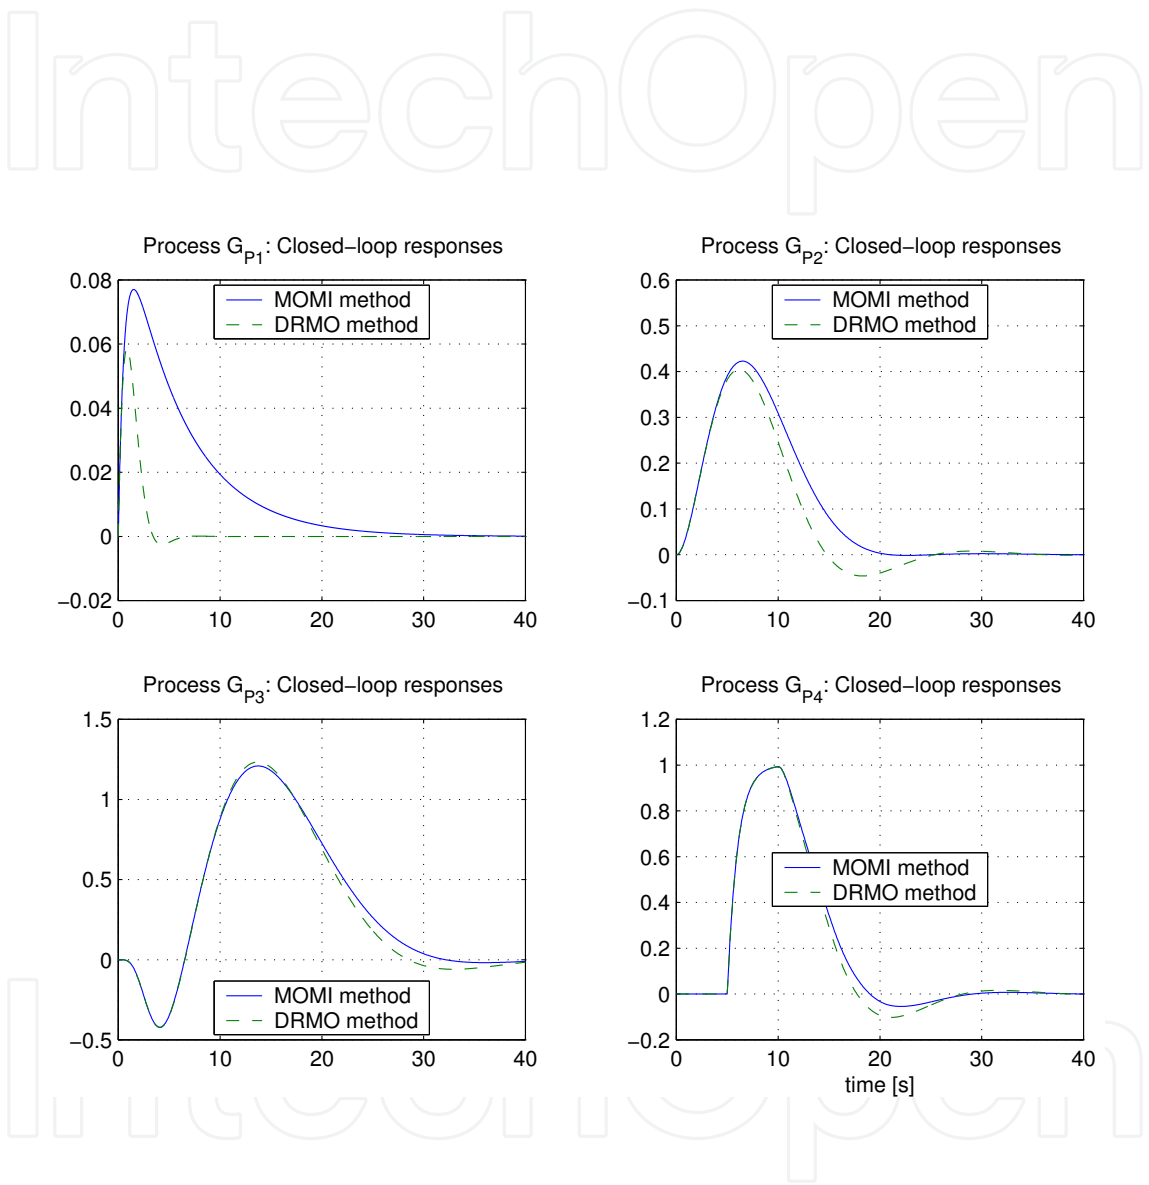 IntechOpen
Process G_P1: Closed−loop responses
0.08
0.06
0.04
0.02
0
−0.02
MOMI method
DRMO method
0 10 20 30 40
Process G_P2: Closed−loop responses
0.6
0.5
0.4
0.3
0.2
0.1
0
−0.1
MOMI method
DRMO method
0 10 20 30 40
Process G_P3: Closed−loop responses
1.5
1
0.5
0
−0.5
MOMI method
DRMO method
0 10 20 30 40
Process G_P4: Closed−loop responses
1.2
1
0.8
0.6
0.4
0.2
0
−0.2
MOMI method
DRMO method
0 10 20 30 40
time [s]
IntechOpen